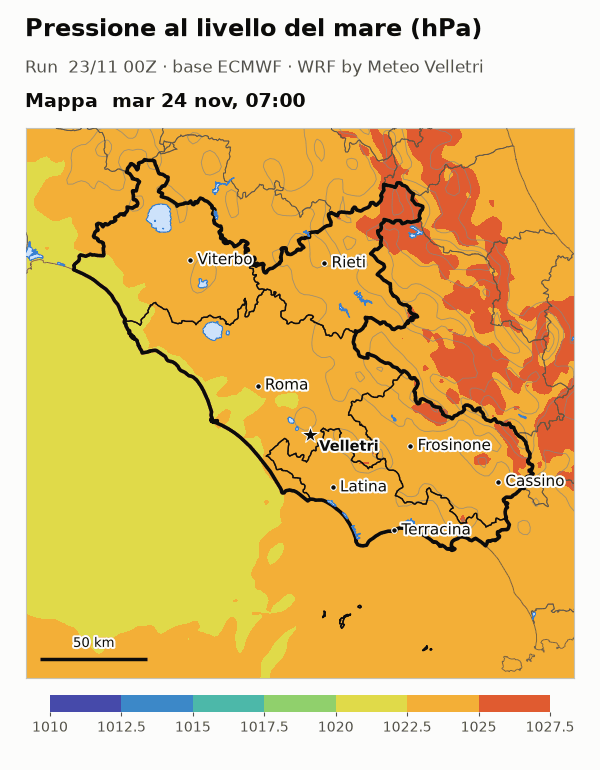 Pressione al livello del mare (hPa)
Run  23/11 00Z · base ECMWF · WRF by Meteo Velletri
Mappa  mar 24 nov, 07:00
Viterbo
Rieti
Roma
Velletri
Frosinone
Latina
Cassino
Terracina
50 km
1010 1012.5 1015 1017.5 1020 1022.5 1025 1027.5